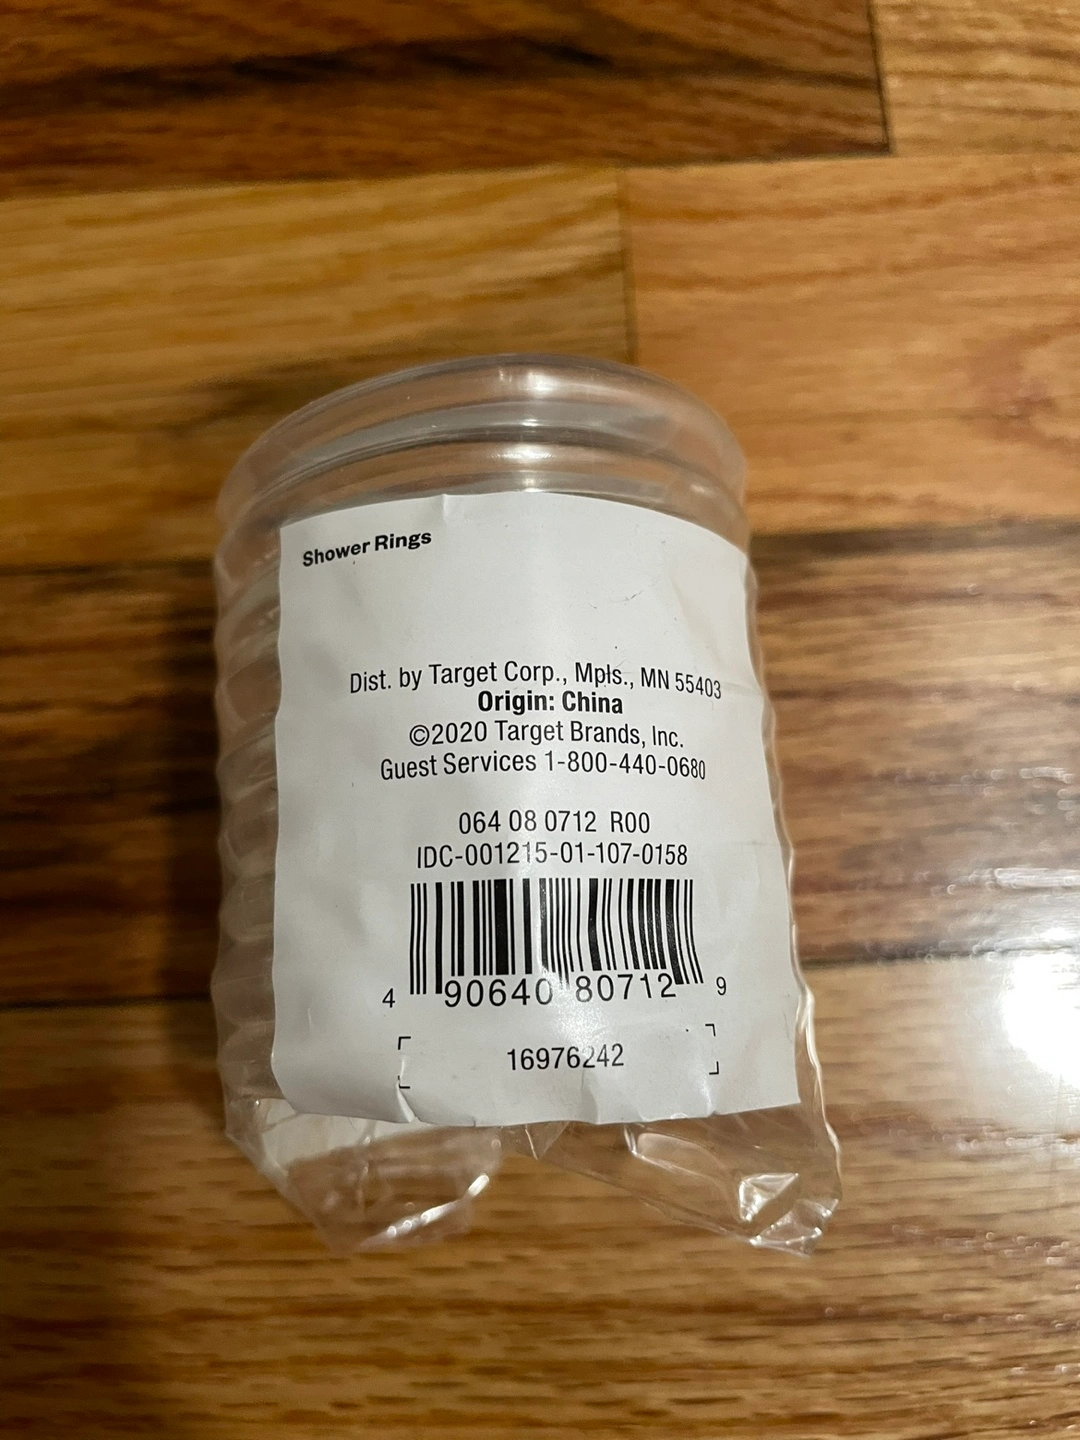 Shower Rings
Dist. by Target Corp., Mpls., MN 55403
Origin: China
©2020 Target Brands, Inc.
Guest Services 1-800-440-0680
064 08 0712 R00
IDC-001215-01-107-0158
4 90640 80712 9
16976242